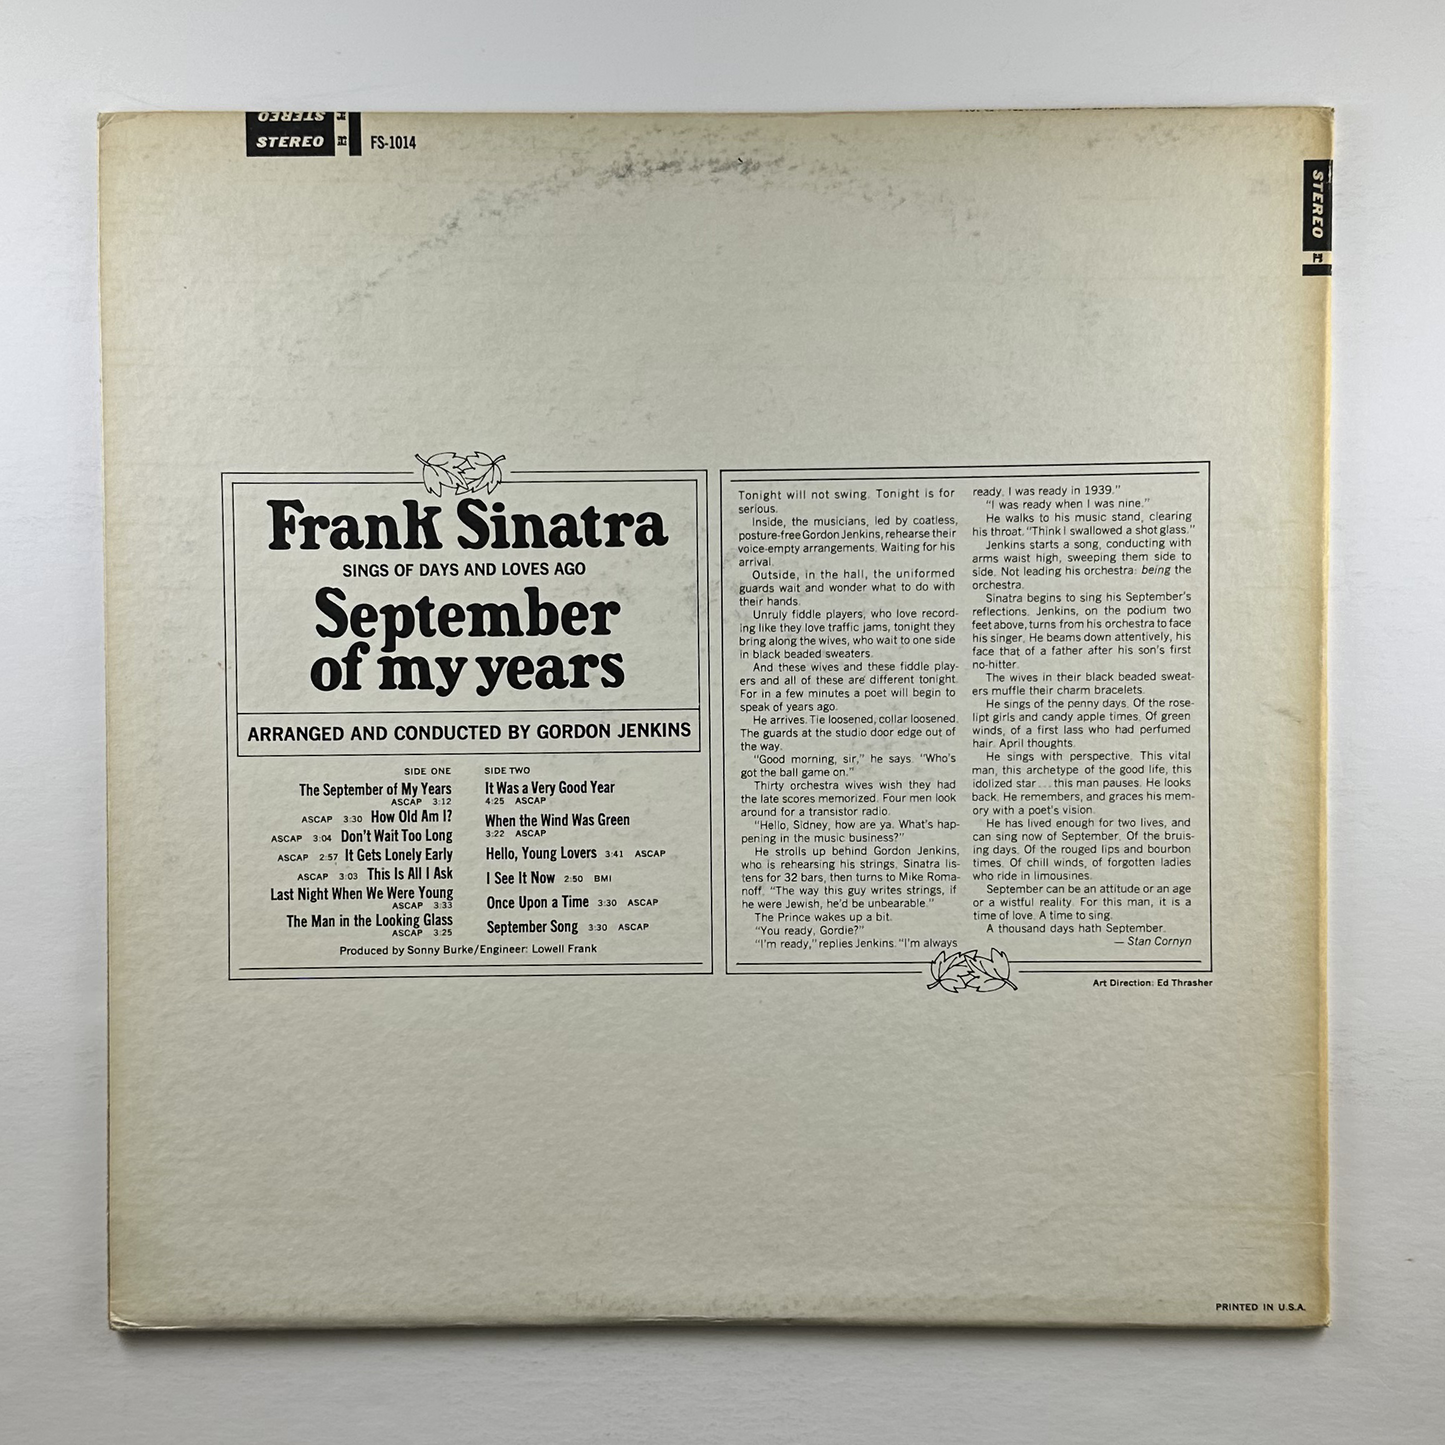 STEREO
STEREO
FS-1014
STEREO
Frank Sinatra
SINGS OF DAYS AND LOVES AGO
September
of my years
ARRANGED AND CONDUCTED BY GORDON JENKINS
SIDE ONE
The September of My Years
ASCAP 3:12
ASCAP 3:30 How Old Am I?
ASCAP 3:04 Don't Wait Too Long
ASCAP 2:57 It Gets Lonely Early
ASCAP 3:03 This Is All I Ask
Last Night When We Were Young
ASCAP 3:33
The Man in the Looking Glass
ASCAP 3:25
SIDE TWO
It Was a Very Good Year
4:25 ASCAP
When the Wind Was Green
3:22 ASCAP
Hello, Young Lovers 3:41 ASCAP
I See It Now 2:50 BMI
Once Upon a Time 3:30 ASCAP
September Song 3:30 ASCAP
Produced by Sonny Burke/Engineer: Lowell Frank
Tonight will not swing. Tonight is for
serious.
Inside, the musicians, led by coatless,
posture-free Gordon Jenkins, rehearse their
voice-empty arrangements. Waiting for his
arrival.
Outside, in the hall, the uniformed
guards wait and wonder what to do with
their hands.
Unruly fiddle players, who love record-
ing like they love traffic jams, tonight they
bring along the wives, who wait to one side
in black beaded sweaters.
And these wives and these fiddle play-
ers and all of these are different tonight.
For in a few minutes a poet will begin to
speak of years ago.
He arrives. Tie loosened, collar loosened.
The guards at the studio door edge out of
the way.
"Good morning, sir," he says. "Who's
got the ball game on."
Thirty orchestra wives wish they had
the late scores memorized. Four men look
around for a transistor radio.
"Hello, Sidney, how are ya. What's hap-
pening in the music business?"
He strolls up behind Gordon Jenkins,
who is rehearsing his strings. Sinatra lis-
tens for 32 bars, then turns to Mike Roma-
noff. "The way this guy writes strings, if
he were Jewish, he'd be unbearable."
The Prince wakes up a bit.
"You ready, Gordie?"
"I'm ready," replies Jenkins. "I'm always
ready. I was ready in 1939."
"I was ready when I was nine."
He walks to his music stand, clearing
his throat. "Think I swallowed a shot glass."
Jenkins starts a song, conducting with
arms waist high, sweeping them side to
side. Not leading his orchestra: being the
orchestra.
Sinatra begins to sing his September's
reflections. Jenkins, on the podium two
feet above, turns from his orchestra to face
his singer. He beams down attentively, his
face that of a father after his son's first
no-hitter.
The wives in their black beaded sweat-
ers muffle their charm bracelets.
He sings of the penny days. Of the rose-
lipt girls and candy apple times. Of green
winds, of a first lass who had perfumed
hair. April thoughts.
He sings with perspective. This vital
man, this archetype of the good life, this
idolized star...this man pauses. He looks
back. He remembers, and graces his mem-
ory with a poet's vision.
He has lived enough for two lives, and
can sing now of September. Of the bruis-
ing days. Of the rouged lips and bourbon
times. Of chill winds, of forgotten ladies
who ride in limousines.
September can be an attitude or an age
or a wistful reality. For this man, it is a
time of love. A time to sing.
A thousand days hath September.
— Stan Cornyn
Art Direction: Ed Thrasher
PRINTED IN U.S.A.